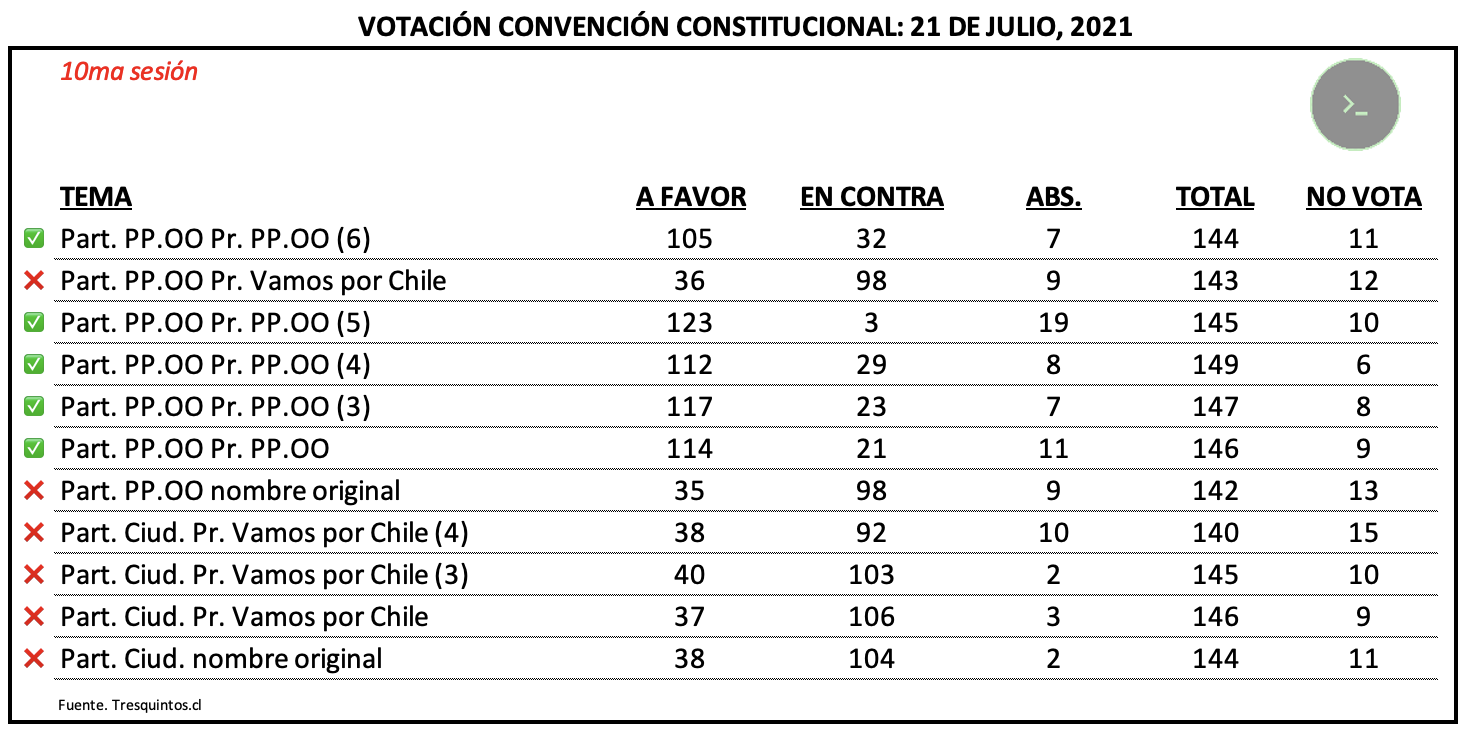 VOTACIÓN CONVENCIÓN CONSTITUCIONAL: 21 DE JULIO, 2021
10ma sesión
>_
TEMA A FAVOR EN CONTRA ABS. TOTAL NO VOTA
✅ Part. PP.OO Pr. PP.OO (6) 105 32 7 144 11
❌ Part. PP.OO Pr. Vamos por Chile 36 98 9 143 12
✅ Part. PP.OO Pr. PP.OO (5) 123 3 19 145 10
✅ Part. PP.OO Pr. PP.OO (4) 112 29 8 149 6
✅ Part. PP.OO Pr. PP.OO (3) 117 23 7 147 8
✅ Part. PP.OO Pr. PP.OO 114 21 11 146 9
❌ Part. PP.OO nombre original 35 98 9 142 13
❌ Part. Ciud. Pr. Vamos por Chile (4) 38 92 10 140 15
❌ Part. Ciud. Pr. Vamos por Chile (3) 40 103 2 145 10
❌ Part. Ciud. Pr. Vamos por Chile 37 106 3 146 9
❌ Part. Ciud. nombre original 38 104 2 144 11
Fuente. Tresquintos.cl